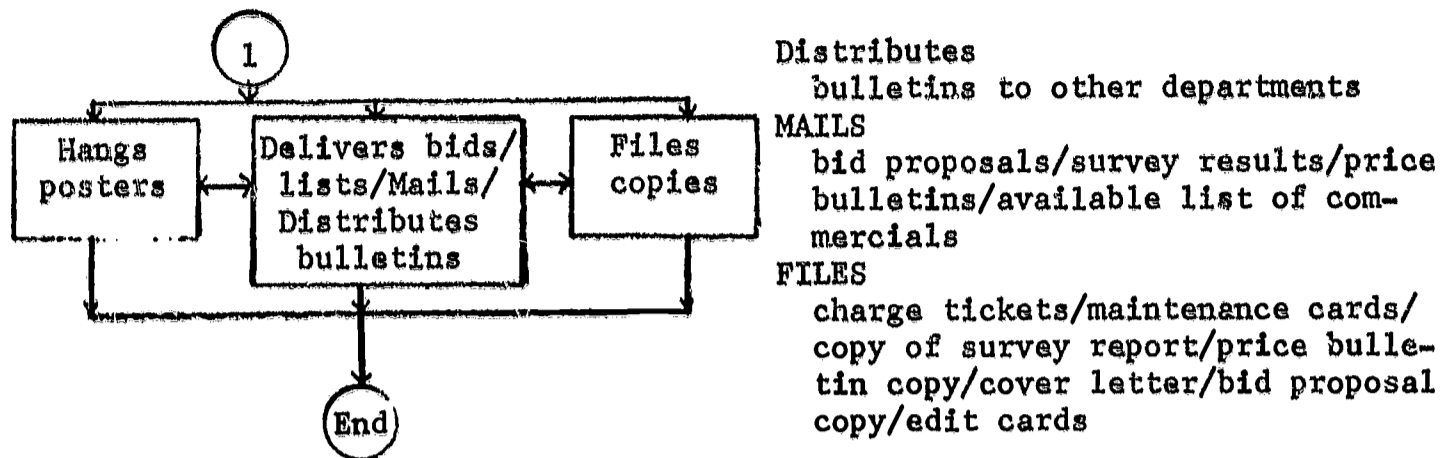 1
Hangs
posters
Delivers bids/
lists/Mails/
Distributes
bulletins
Files
copies
End
Distributes
bulletins to other departments
MAILS
bid proposals/survey results/price
bulletins/available list of com-
mercials
FILES
charge tickets/maintenance cards/
copy of survey report/price bulle-
tin copy/cover letter/bid proposal
copy/edit cards